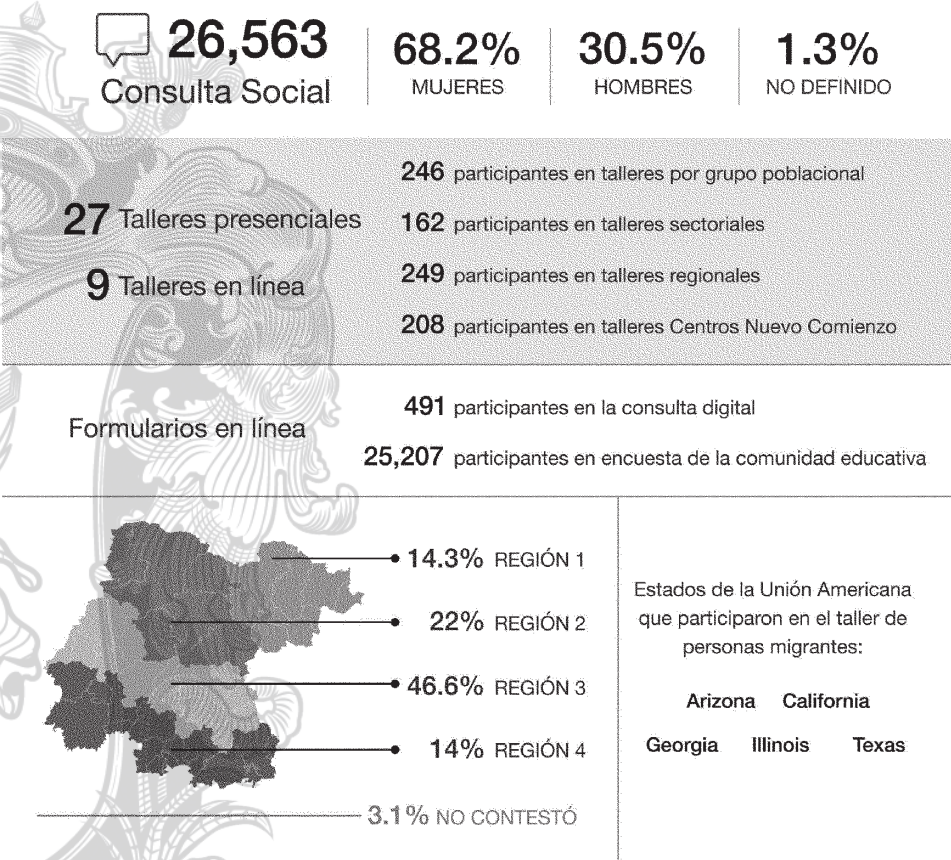 26,563
Consulta Social
68.2%
MUJERES
30.5%
HOMBRES
1.3%
NO DEFINIDO
27 Talleres presenciales
9 Talleres en línea
246 participantes en talleres por grupo poblacional
162 participantes en talleres sectoriales
249 participantes en talleres regionales
208 participantes en talleres Centros Nuevo Comienzo
Formularios en línea
491 participantes en la consulta digital
25,207 participantes en encuesta de la comunidad educativa
14.3% REGIÓN 1
22% REGIÓN 2
46.6% REGIÓN 3
14% REGIÓN 4
3.1% NO CONTESTÓ
Estados de la Unión Americana
que participaron en el taller de
personas migrantes:
Arizona California
Georgia Illinois Texas